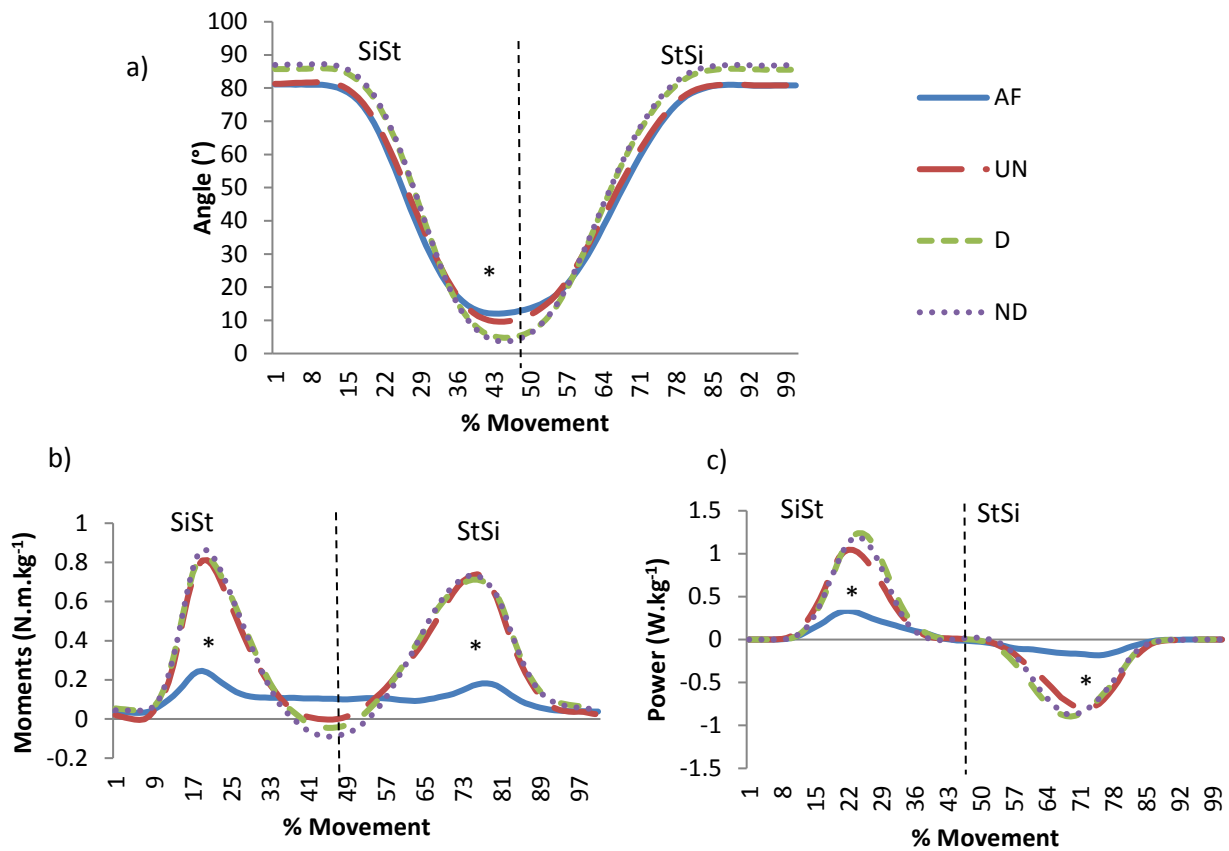 a)
SiSt
StSi
Angle (°)
100
90
80
70
60
50
40
30
20
10
0
1 8 15 22 29 36 43 50 57 64 71 78 85 92 99
% Movement
*
AF
UN
D
ND
b)
SiSt
StSi
Moments (N.m.kg-1)
1
0.8
0.6
0.4
0.2
0
-0.2
1 9 17 25 33 41 49 57 65 73 81 89 97
% Movement
*
*
c)
SiSt
StSi
Power (W.kg-1)
1.5
1
0.5
0
-0.5
-1
-1.5
1 8 15 22 29 36 43 50 57 64 71 78 85 92 99
% Movement
*
*